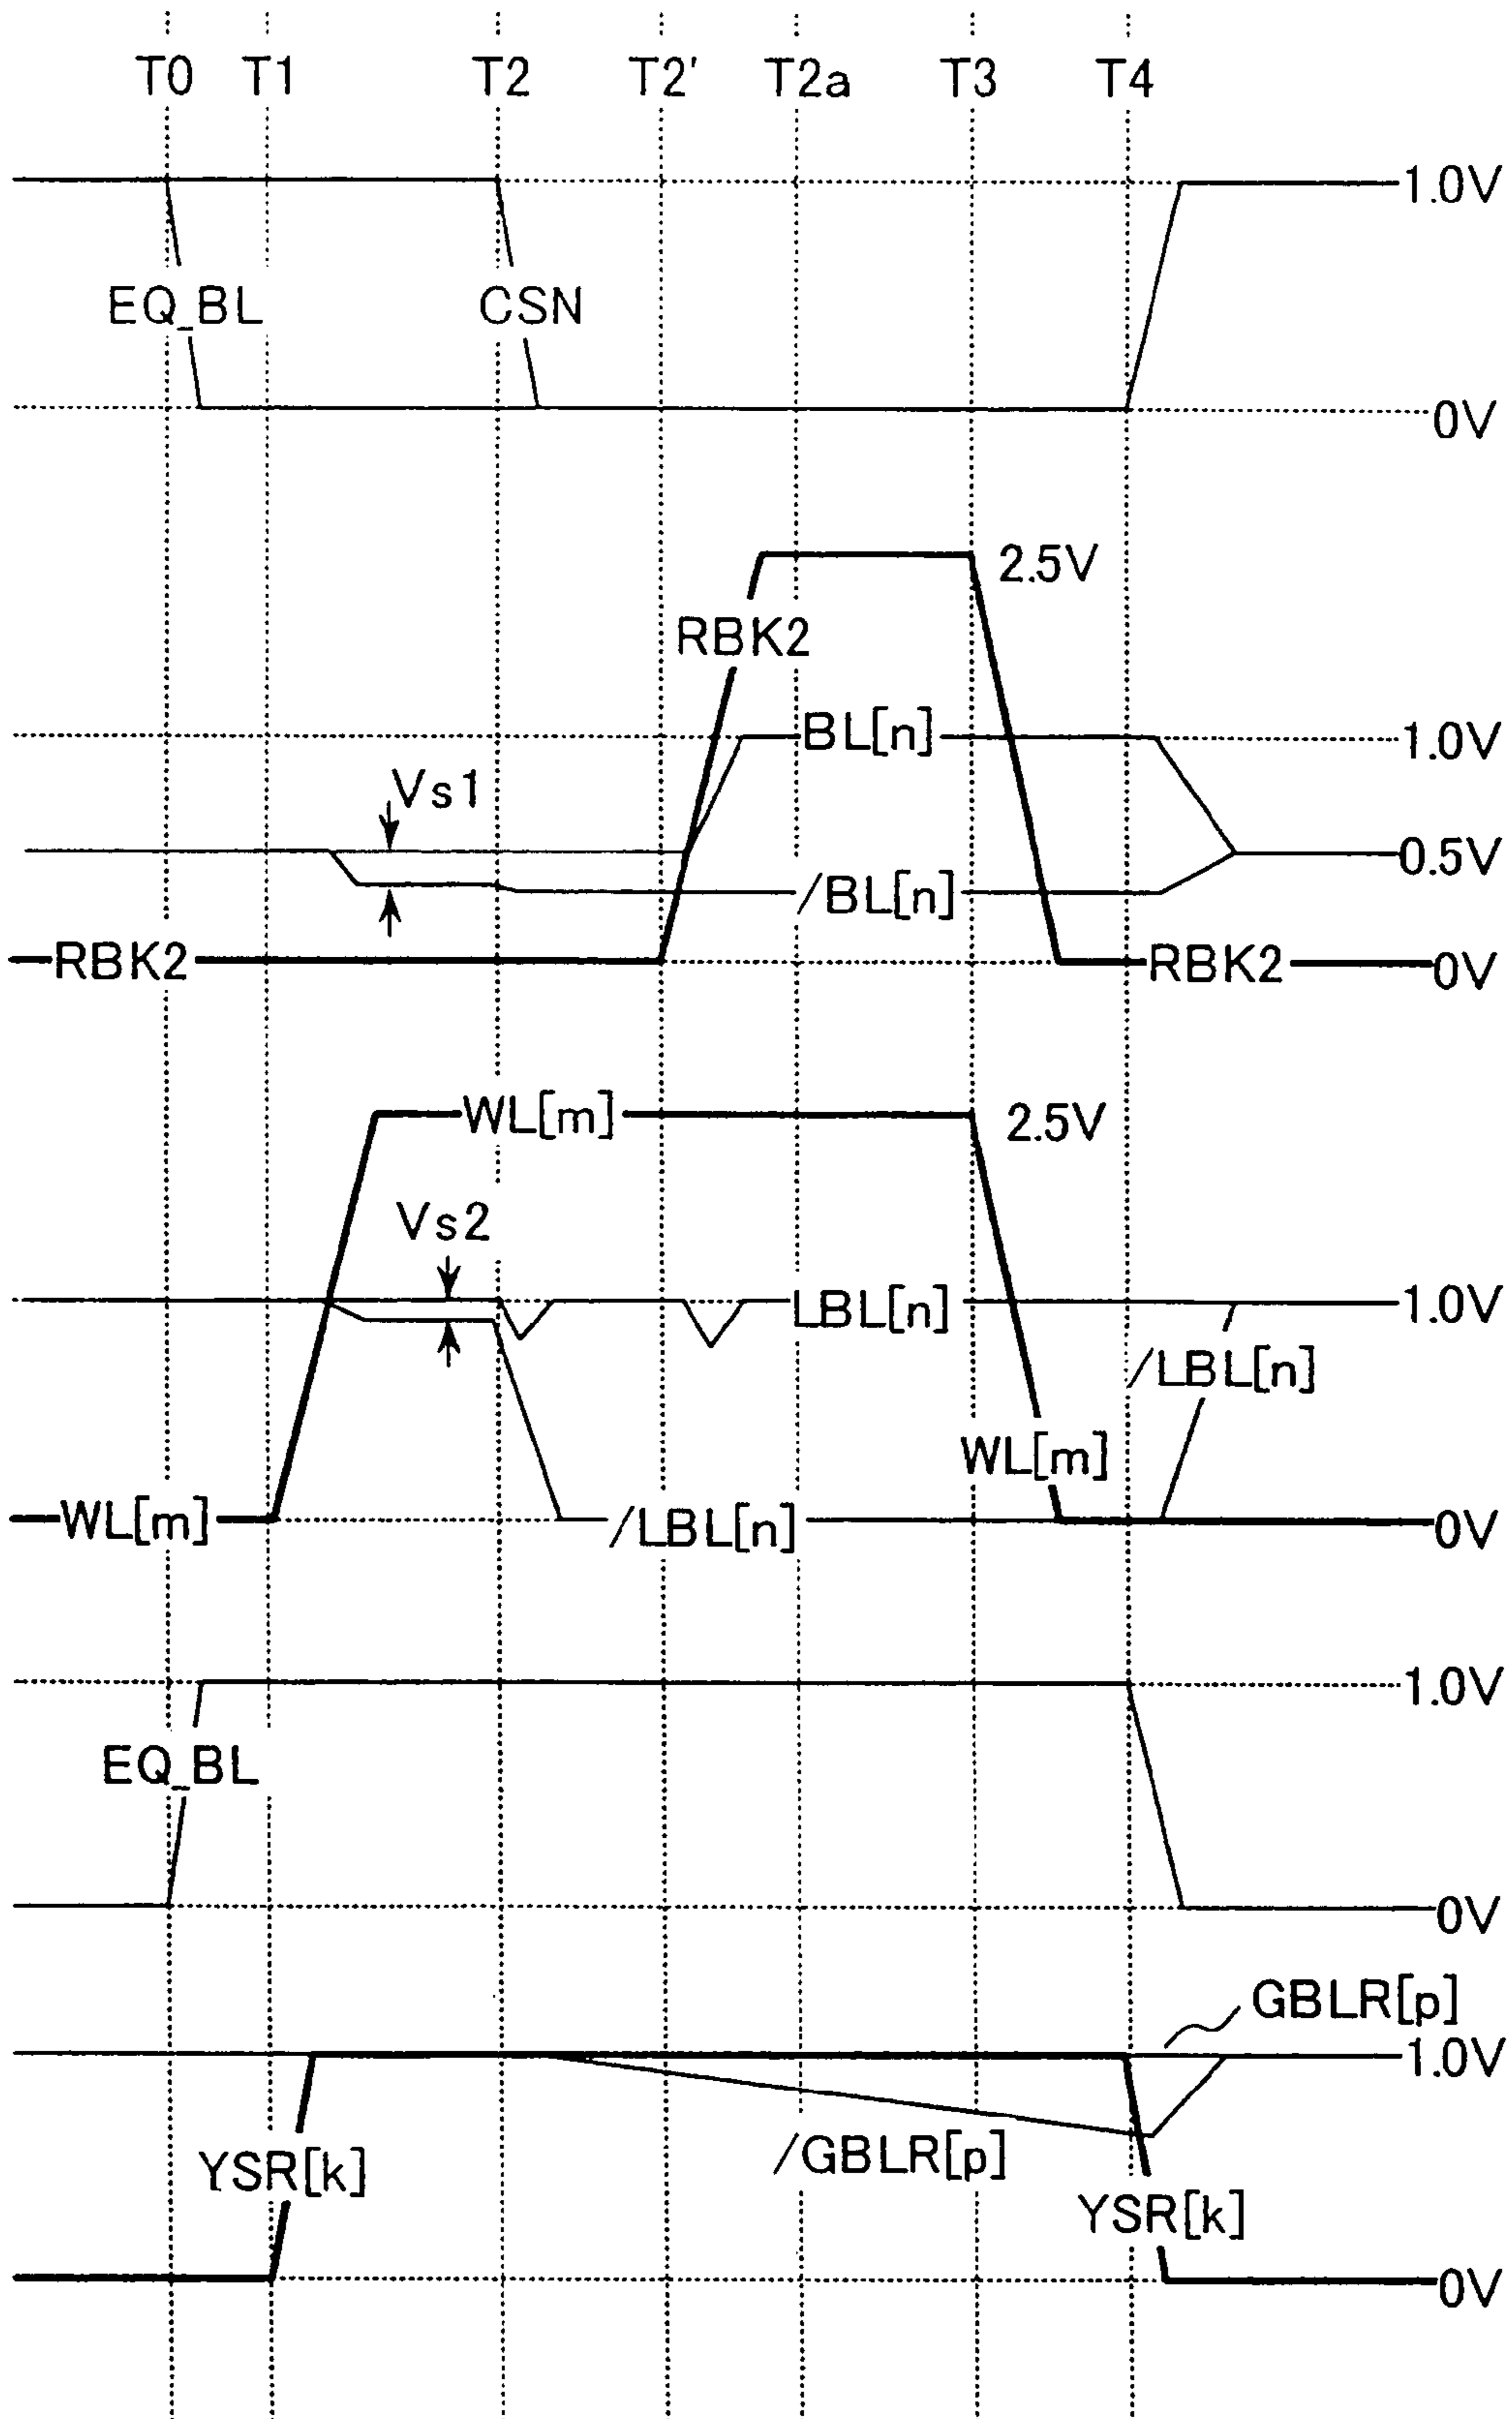 T0 T1 T2 T2' T2a T3 T4
1.0V
EQ_BL CSN
0V
2.5V
RBK2
BL[n] 1.0V
Vs1
0.5V
/BL[n]
RBK2 RBK2 0V
WL[m] 2.5V
Vs2
LBL[n] 1.0V
/LBL[n]
WL[m]
WL[m] /LBL[n] 0V
1.0V
EQ_BL
0V
GBLR[p]
1.0V
/GBLR[p]
YSR[k]
YSR[k]
0V